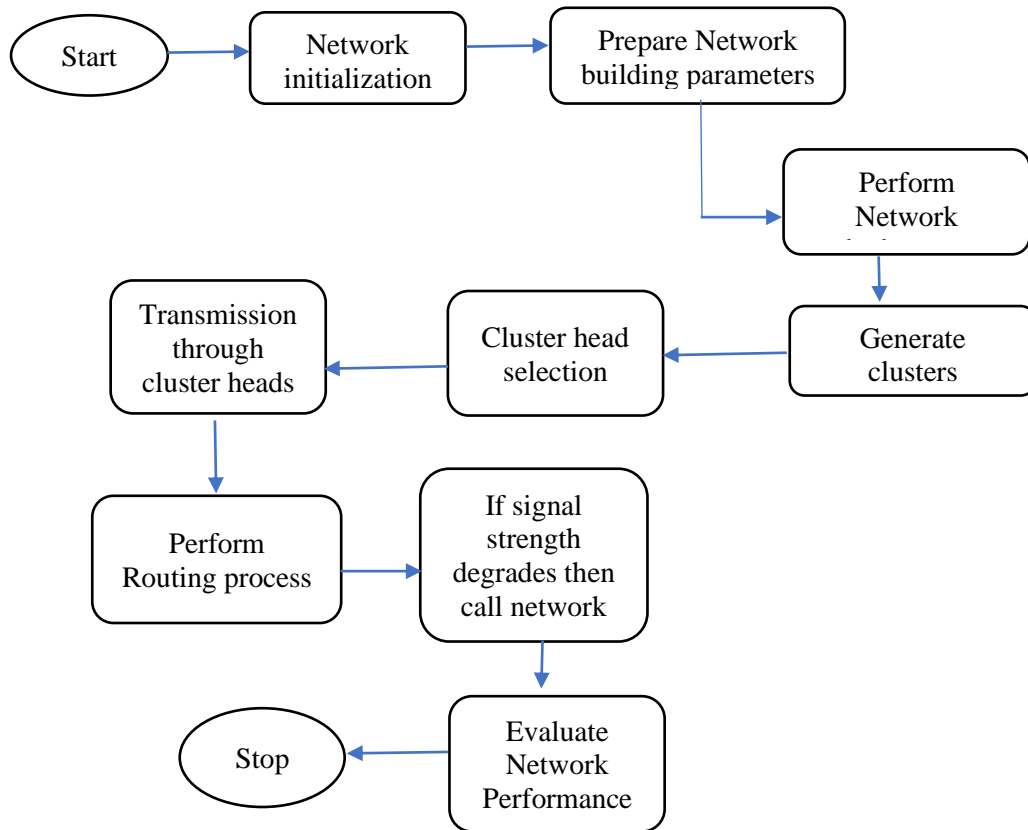 Start
Network
initialization
Prepare Network
building parameters
Perform
Network
Generate
clusters
Cluster head
selection
Transmission
through
cluster heads
Perform
Routing process
If signal
strength
degrades then
call network
Evaluate
Network
Performance
Stop